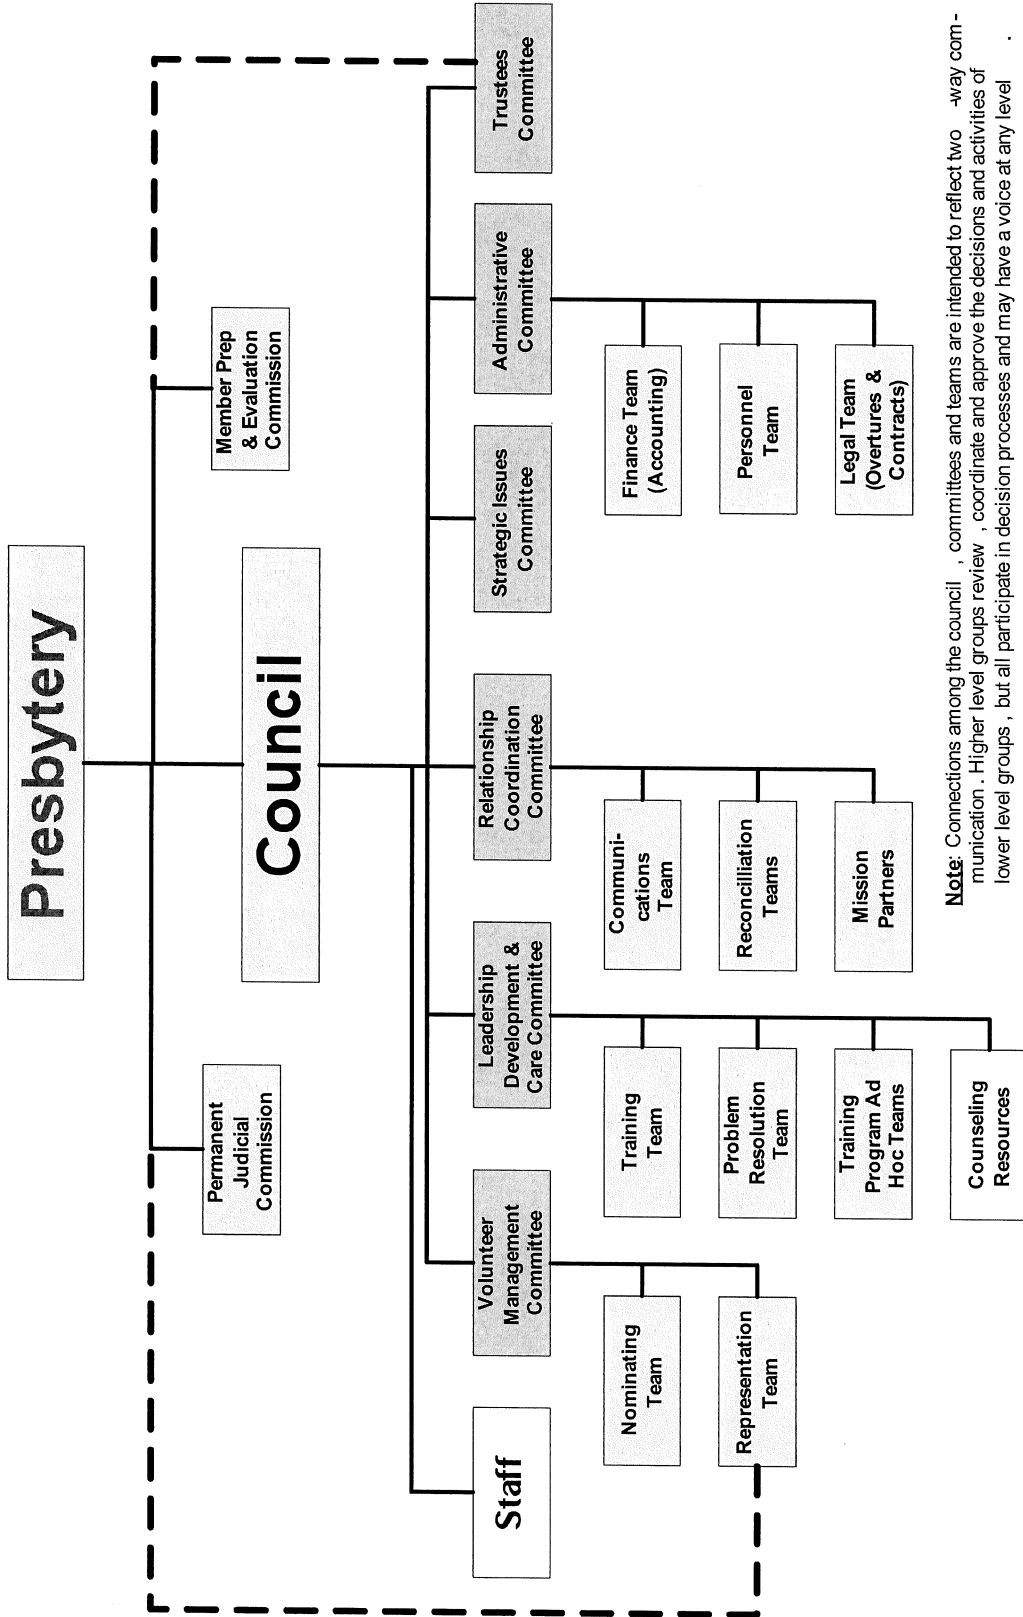 Presbytery
Permanent
Judicial
Commission
Member Prep
& Evaluation
Commission
Council
Staff
Volunteer
Management
Committee
Leadership
Development &
Care Committee
Relationship
Coordination
Committee
Strategic Issues
Committee
Administrative
Committee
Trustees
Committee
Nominating
Team
Representation
Team
Training
Team
Problem
Resolution
Team
Training
Program Ad
Hoc Teams
Counseling
Resources
Communi-
cations
Team
Reconcilliation
Teams
Mission
Partners
Finance Team
(Accounting)
Personnel
Team
Legal Team
(Overtures &
Contracts)
Note: Connections among the council , committees and teams are intended to reflect two -way com-
munication . Higher level groups review , coordinate and approve the decisions and activities of
lower level groups , but all participate in decision processes and may have a voice at any level .